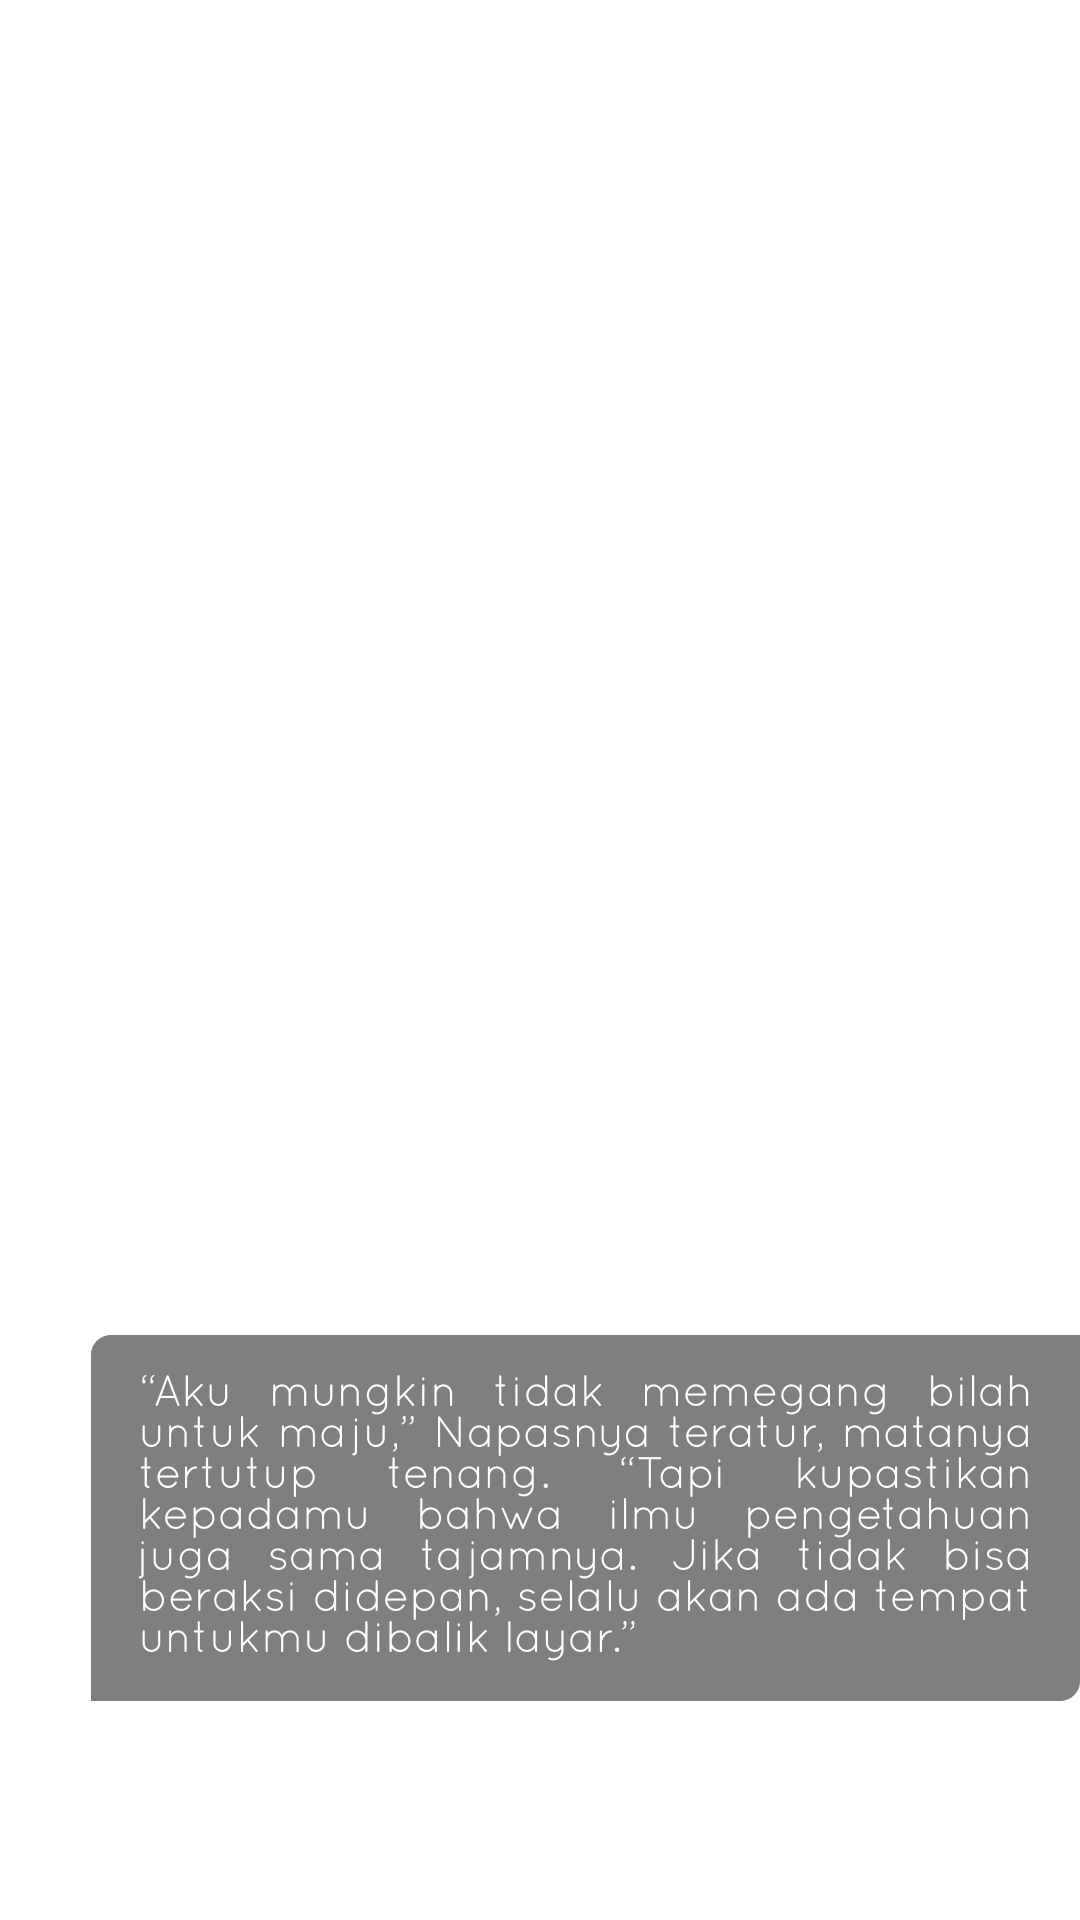 “Aku mungkin tidak memegang bilah
untuk maju,” Napasnya teratur, matanya
tertutup tenang. “Tapi kupastikan
kepadamu bahwa ilmu pengetahuan
juga sama tajamnya. Jika tidak bisa
beraksi didepan, selalu akan ada tempat
untukmu dibalik layar.”